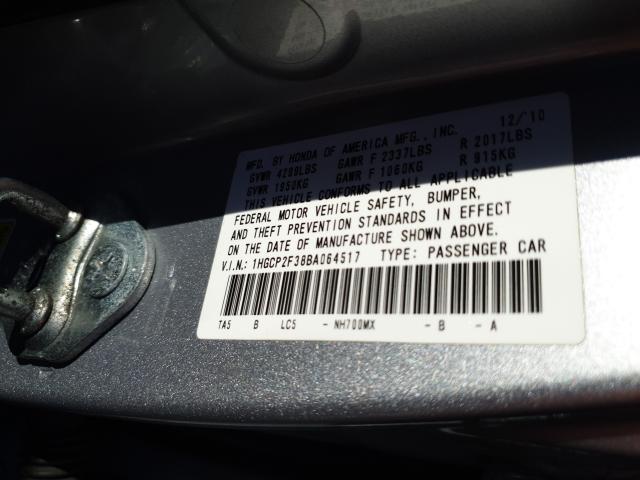 MFD. BY HONDA OF AMERICA MFG., INC. 12/10
GVWR 4299LBS GAWR F 2337LBS R 2017LBS
GVWR 1950KG GAWR F 1060KG R 915KG
THIS VEHICLE CONFORMS TO ALL APPLICABLE
FEDERAL MOTOR VEHICLE SAFETY, BUMPER,
AND THEFT PREVENTION STANDARDS IN EFFECT
ON THE DATE OF MANUFACTURE SHOWN ABOVE.
V.I.N.: 1HGCP2F38BA064517 TYPE: PASSENGER CAR
TA5 B LC5 - NH700MX - B - A